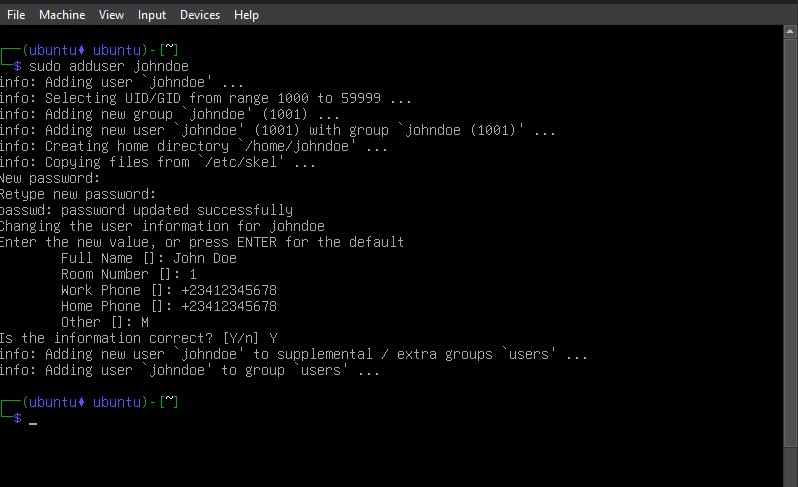 File Machine View Input Devices Help
┌──(ubuntu♦ ubuntu)-[~]
└─$ sudo adduser johndoe
info: Adding user `johndoe' ...
info: Selecting UID/GID from range 1000 to 59999 ...
info: Adding new group `johndoe' (1001) ...
info: Adding new user `johndoe' (1001) with group `johndoe (1001)' ...
info: Creating home directory `/home/johndoe' ...
info: Copying files from `/etc/skel' ...
New password:
Retype new password:
passwd: password updated successfully
Changing the user information for johndoe
Enter the new value, or press ENTER for the default
        Full Name []: John Doe
        Room Number []: 1
        Work Phone []: +23412345678
        Home Phone []: +23412345678
        Other []: M
Is the information correct? [Y/n] Y
info: Adding new user `johndoe' to supplemental / extra groups `users' ...
info: Adding user `johndoe' to group `users' ...
┌──(ubuntu♦ ubuntu)-[~]
└─$ _